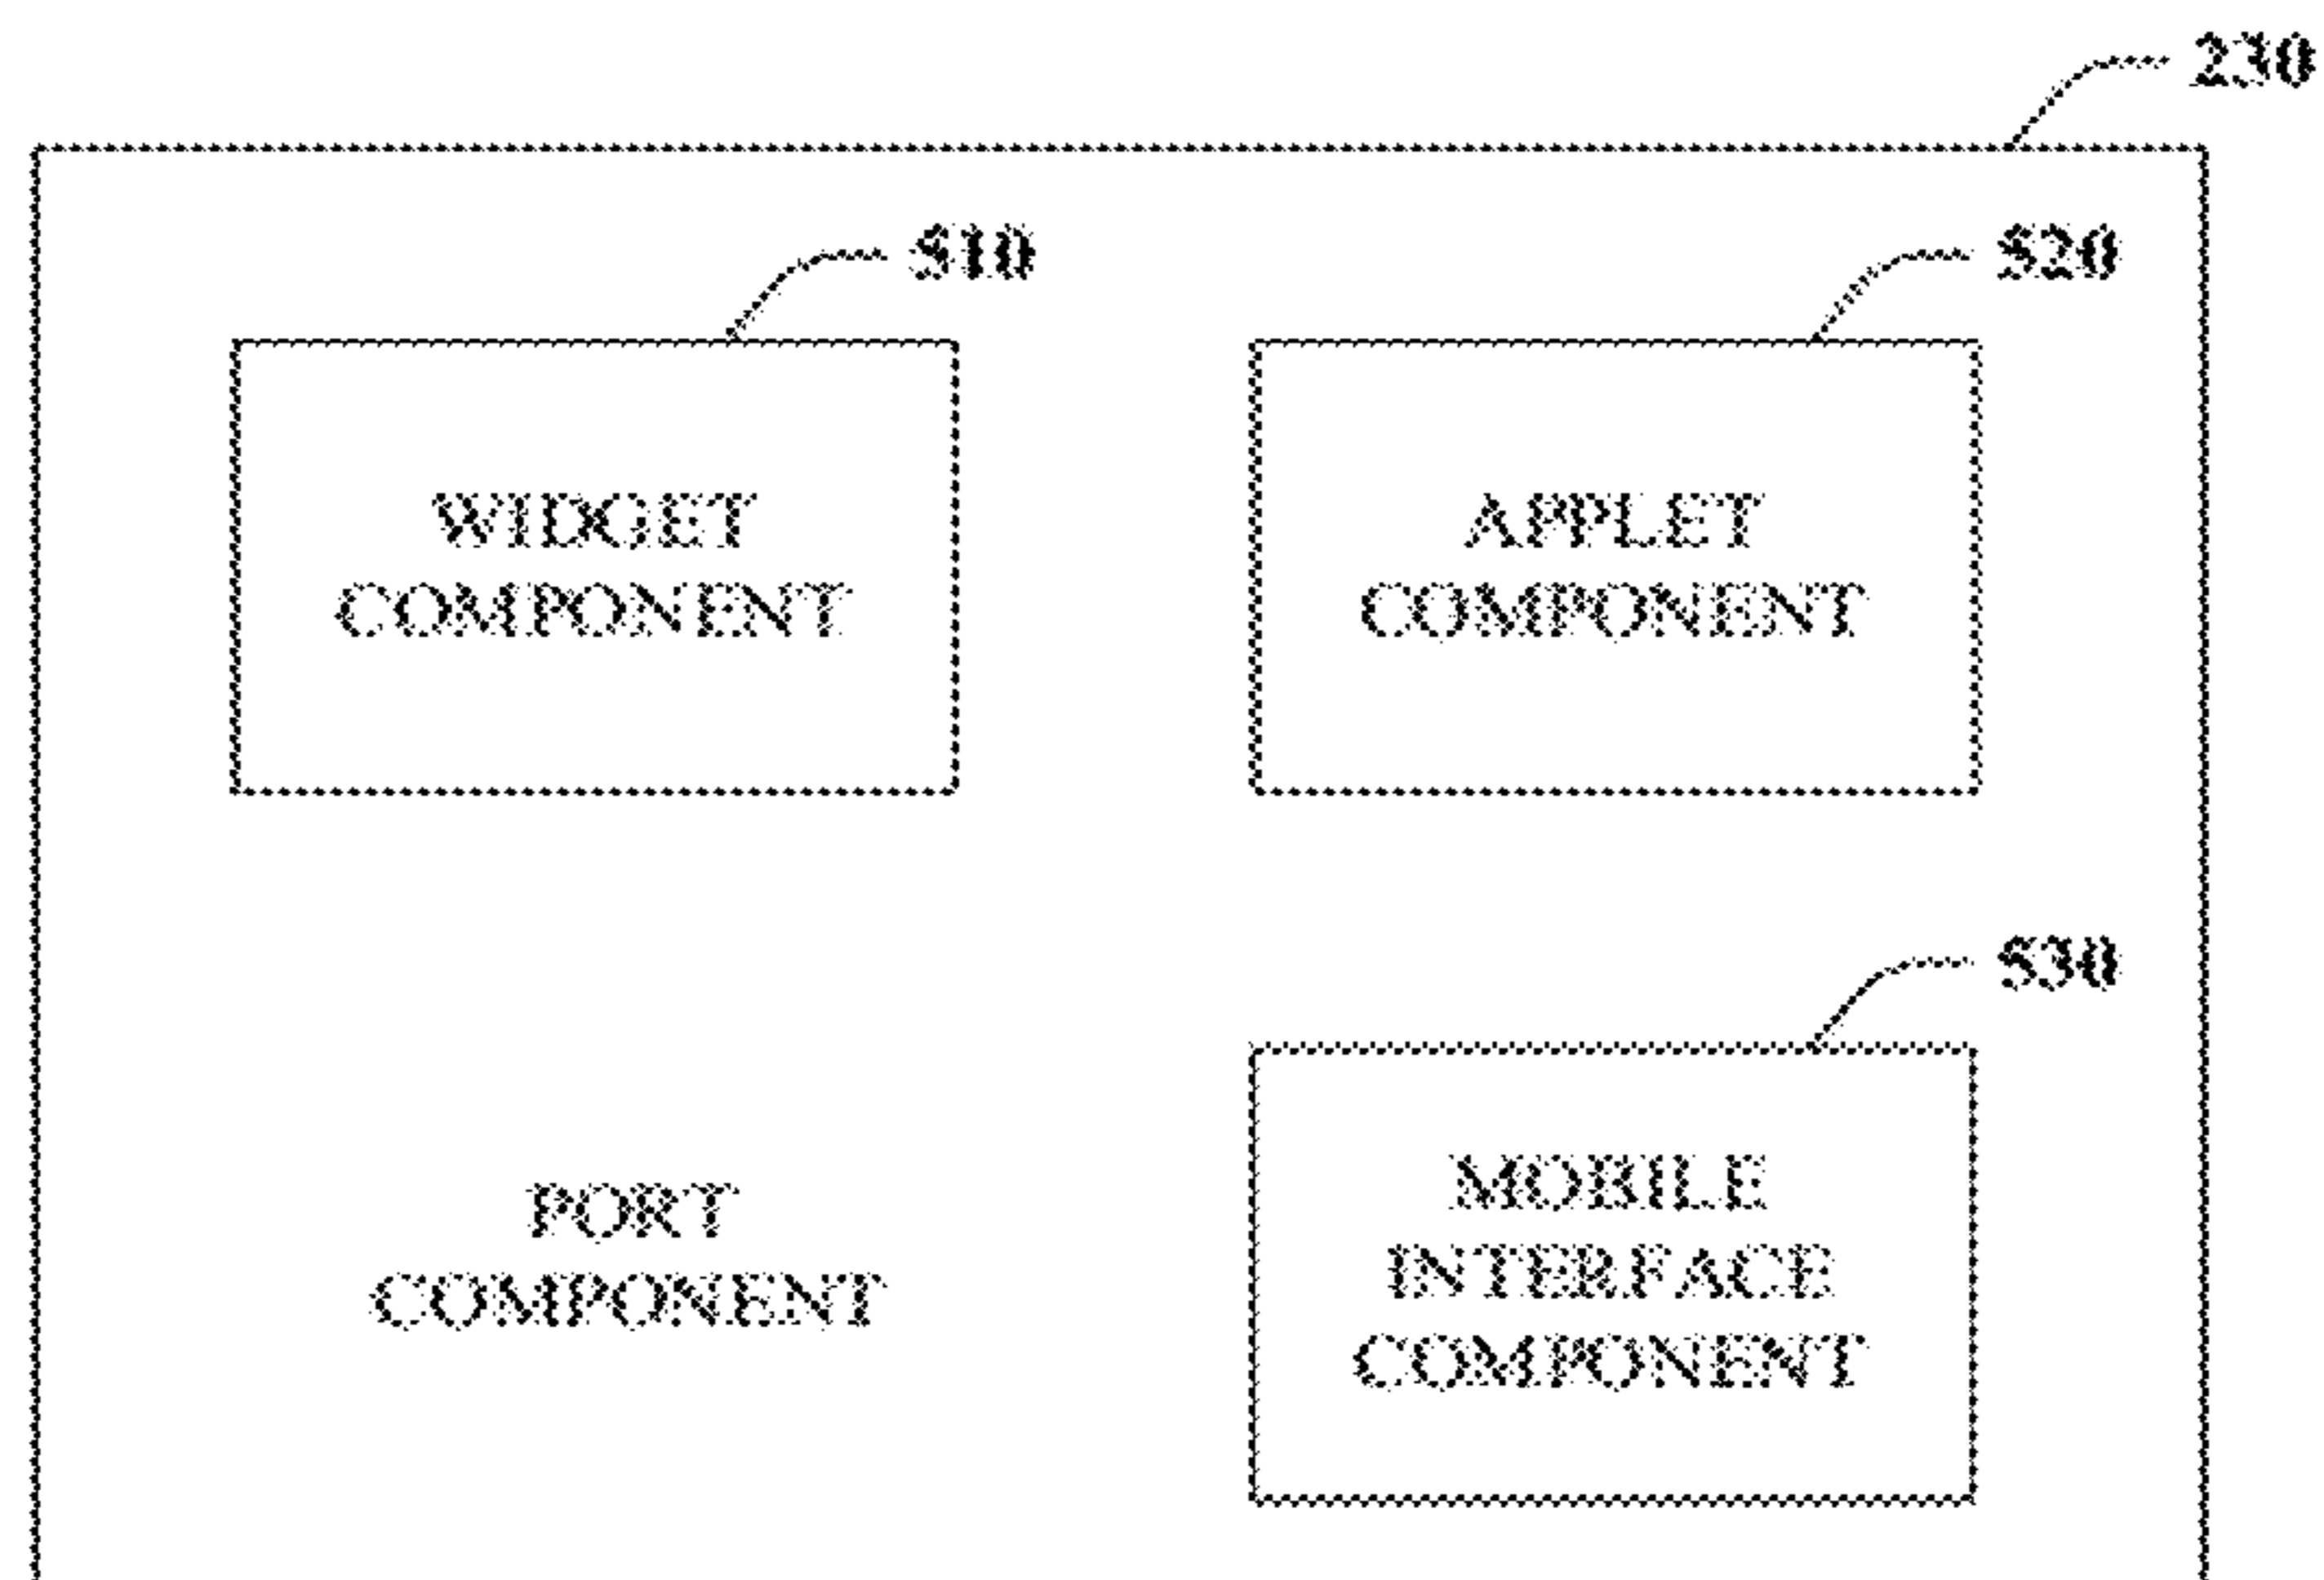 230
510
520
WIDGET
COMPONENT
APPLET
COMPONENT
530
PORT
COMPONENT
MOBILE
INTERFACE
COMPONENT